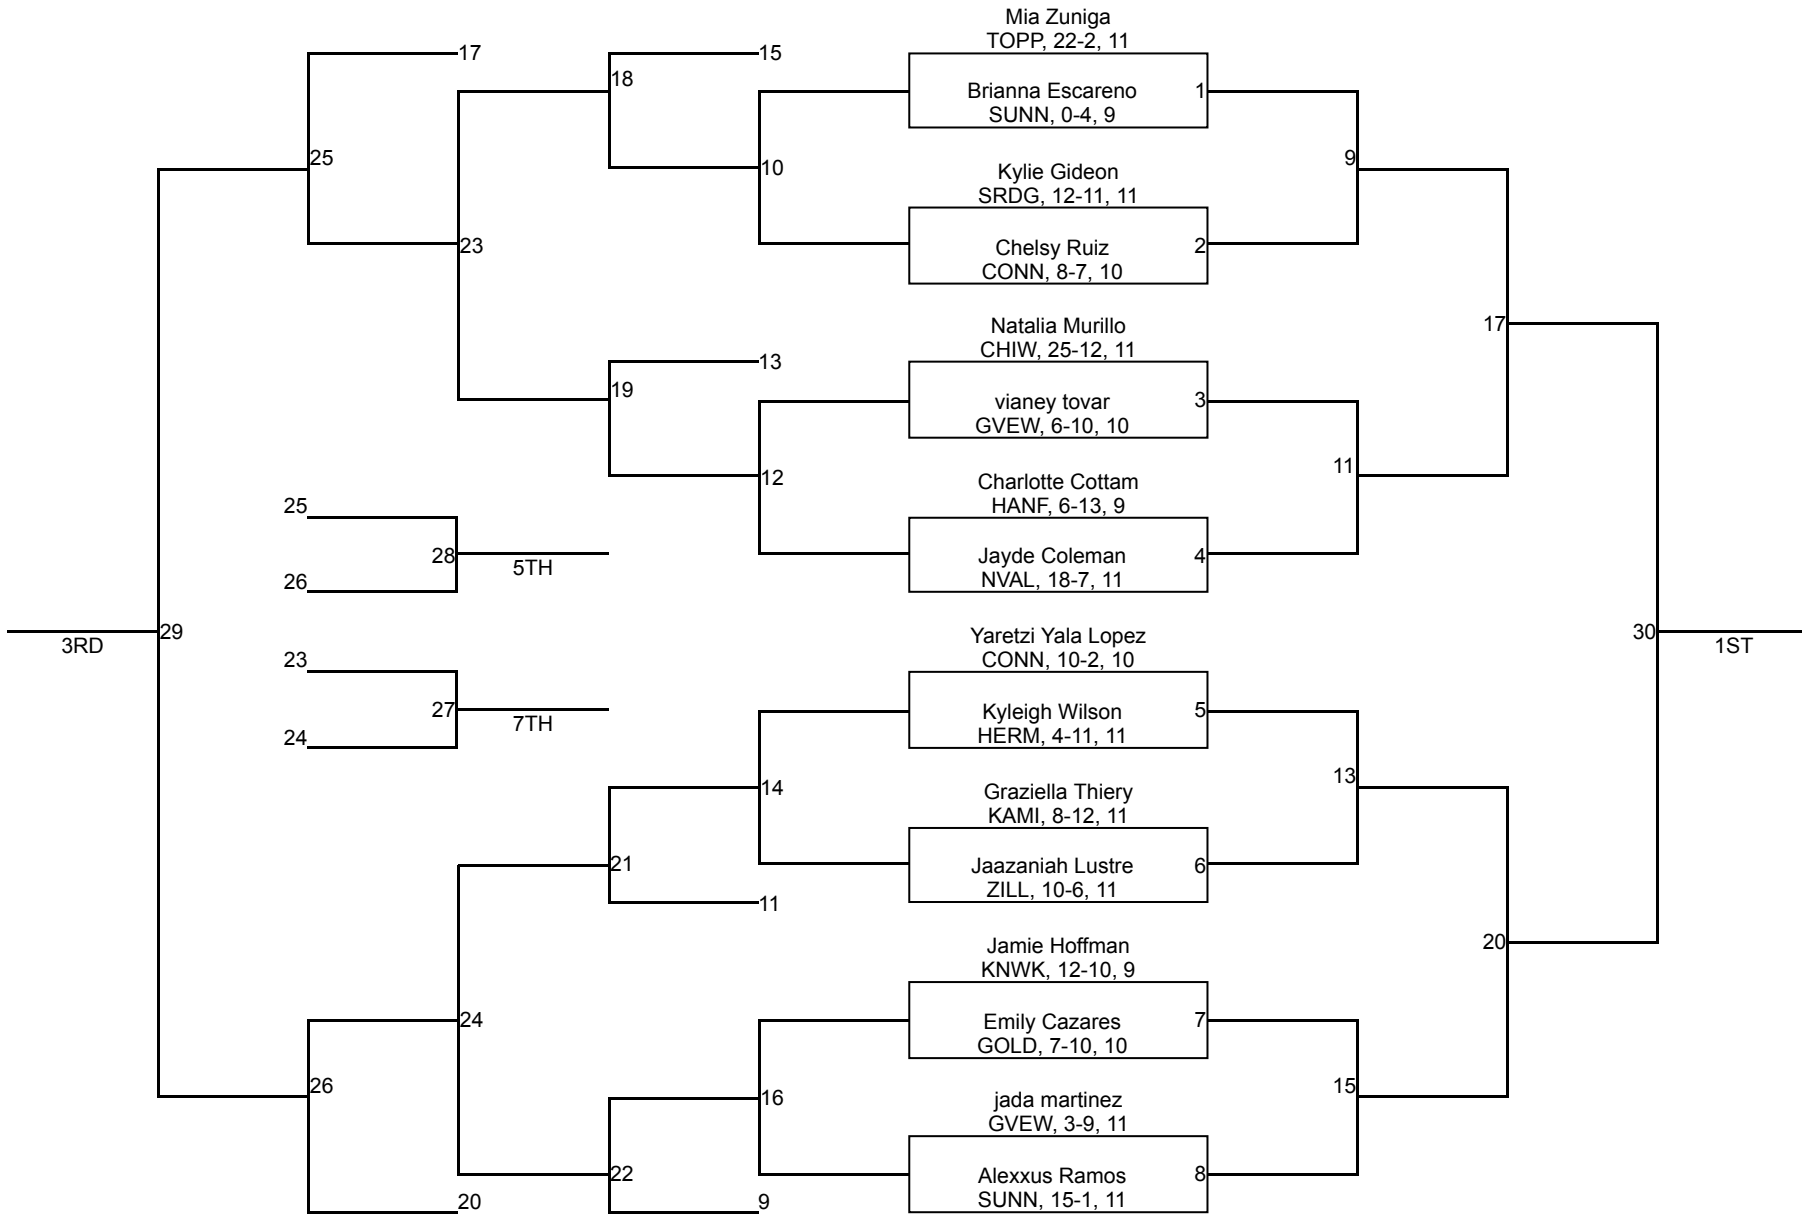 Mia Zuniga
TOPP, 22-2, 11
17
15
18
Brianna Escareno
1
SUNN, 0-4, 9
25
10
9
Kylie Gideon
SRDG, 12-11, 11
23
Chelsy Ruiz
2
CONN, 8-7, 10
Natalia Murillo
CHIW, 25-12, 11
17
13
19
vianey tovar
3
GVEW, 6-10, 10
12
11
Charlotte Cottam
HANF, 6-13, 9
25
28
5TH
26
Jayde Coleman
4
NVAL, 18-7, 11
3RD
29
Yaretzi Yala Lopez
CONN, 10-2, 10
30
1ST
23
27
7TH
24
Kyleigh Wilson
5
HERM, 4-11, 11
14
13
Graziella Thiery
KAMI, 8-12, 11
21
Jaazaniah Lustre
6
ZILL, 10-6, 11
11
Jamie Hoffman
KNWK, 12-10, 9
20
24
Emily Cazares
7
GOLD, 7-10, 10
26
16
15
jada martinez
GVEW, 3-9, 11
22
Alexxus Ramos
8
SUNN, 15-1, 11
20
9